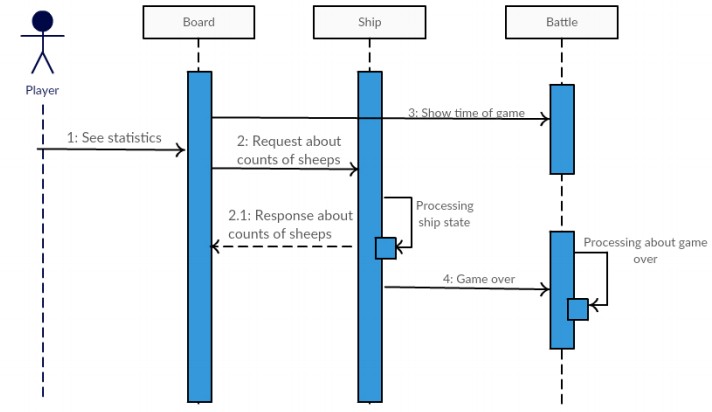 Board
Ship
Battle
Player
3: Show time of game
1: See statistics
2: Request about
counts of sheeps
Processing
ship state
2.1: Response about
counts of sheeps
Processing about game
over
4: Game over